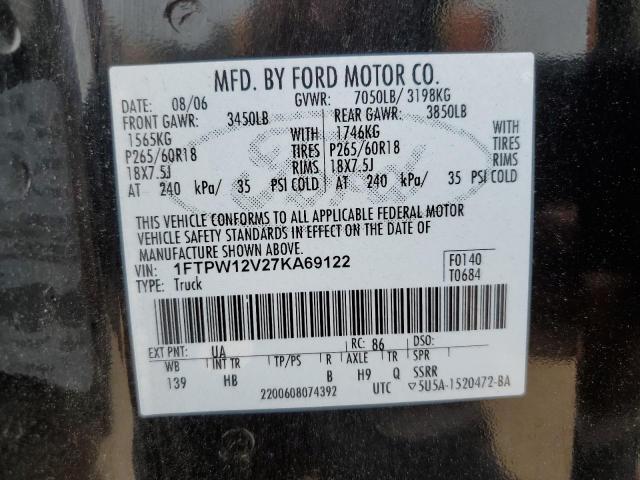 MFD. BY FORD MOTOR CO.
DATE: 08/06 GVWR: 7050LB/ 3198KG
FRONT GAWR: 3450LB REAR GAWR: 3850LB
1565KG WITH 1746KG WITH
P265/60R18 TIRES P265/60R18 TIRES
18X7.5J RIMS 18X7.5J RIMS
AT 240 kPa/ 35 PSI COLD AT 240 kPa/ 35 PSI COLD
THIS VEHICLE CONFORMS TO ALL APPLICABLE FEDERAL MOTOR
VEHICLE SAFETY STANDARDS IN EFFECT ON THE DATE OF
MANUFACTURE SHOWN ABOVE.
VIN: 1FTPW12V27KA69122 F0140
TYPE: Truck T0684
EXT PNT: UA RC: 86 DSO:
WB INT TR TP/PS R AXLE TR SPR
139 HB B H9 Q SSRR
2200608074392 UTC ▽5U5A-1520472-BA